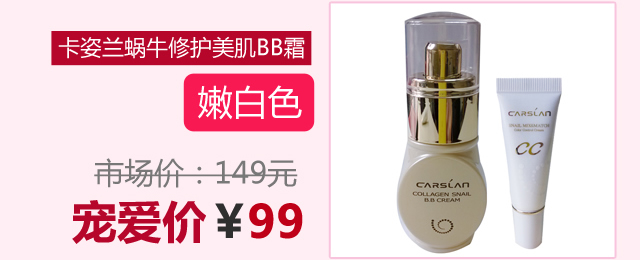 卡姿兰蜗牛修护美肌BB霜
嫩白色
市场价：149元
宠爱价￥99
CARSLAN
COLLAGEN SNAIL
B.B CREAM
CARSLAN
CC